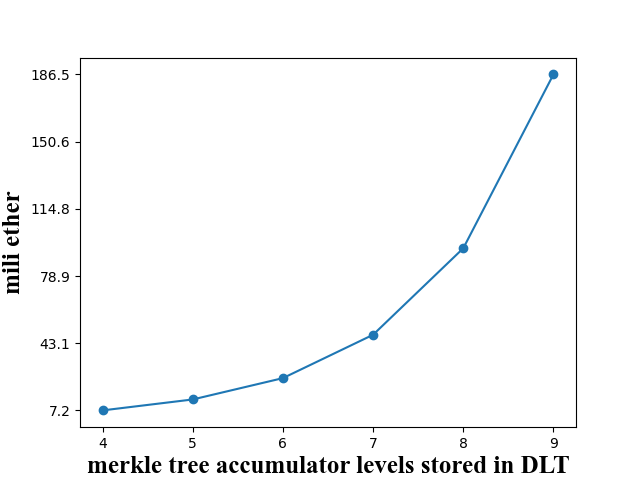 186.5
150.6
114.8
78.9
43.1
7.2
mili ether
4 5 6 7 8 9
merkle tree accumulator levels stored in DLT